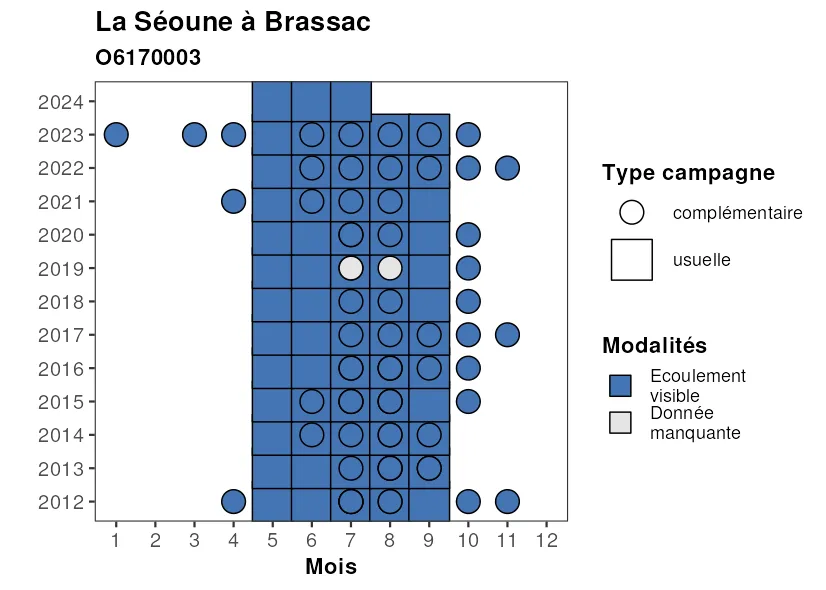 La Séoune à Brassac
O6170003
2024
2023
2022
2021
2020
2019
2018
2017
2016
2015
2014
2013
2012
1 2 3 4 5 6 7 8 9 10 11 12
Mois
Type campagne
complémentaire
usuelle
Modalités
Ecoulement
visible
Donnée
manquante